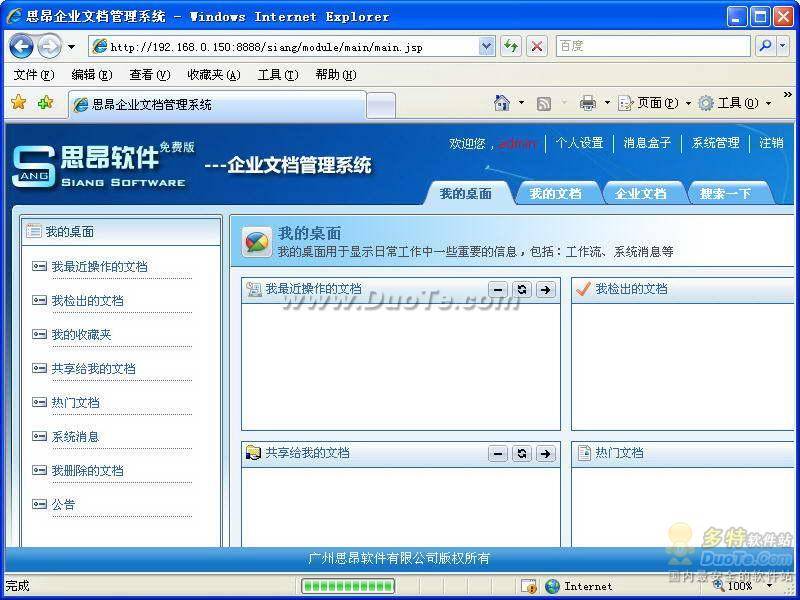 思昂企业文档管理系统 - Windows Internet Explorer
http://192.168.0.150:8888/siang/module/main/main.jsp 百度
文件(F) 编辑(E) 查看(V) 收藏夹(A) 工具(T) 帮助(H)
思昂企业文档管理系统 页面(P) 工具(O) »
欢迎您，admin 个人设置 消息盒子 系统管理 注销
ANG 思昂软件 免费版 ---企业文档管理系统
SIANG SOFTWARE
我的桌面 我的文档 企业文档 搜索一下
我的桌面
我最近操作的文档
我检出的文档
我的收藏夹
共享给我的文档
热门文档
系统消息
我删除的文档
公告
我的桌面
我的桌面用于显示日常工作中一些重要的信息，包括：工作流、系统消息等
我最近操作的文档 我检出的文档
www.DuoTe.com
共享给我的文档 热门文档
多特软件站
DuoTe.Com
国内最安全的软件站
广州思昂软件有限公司版权所有
完成 Internet 100%